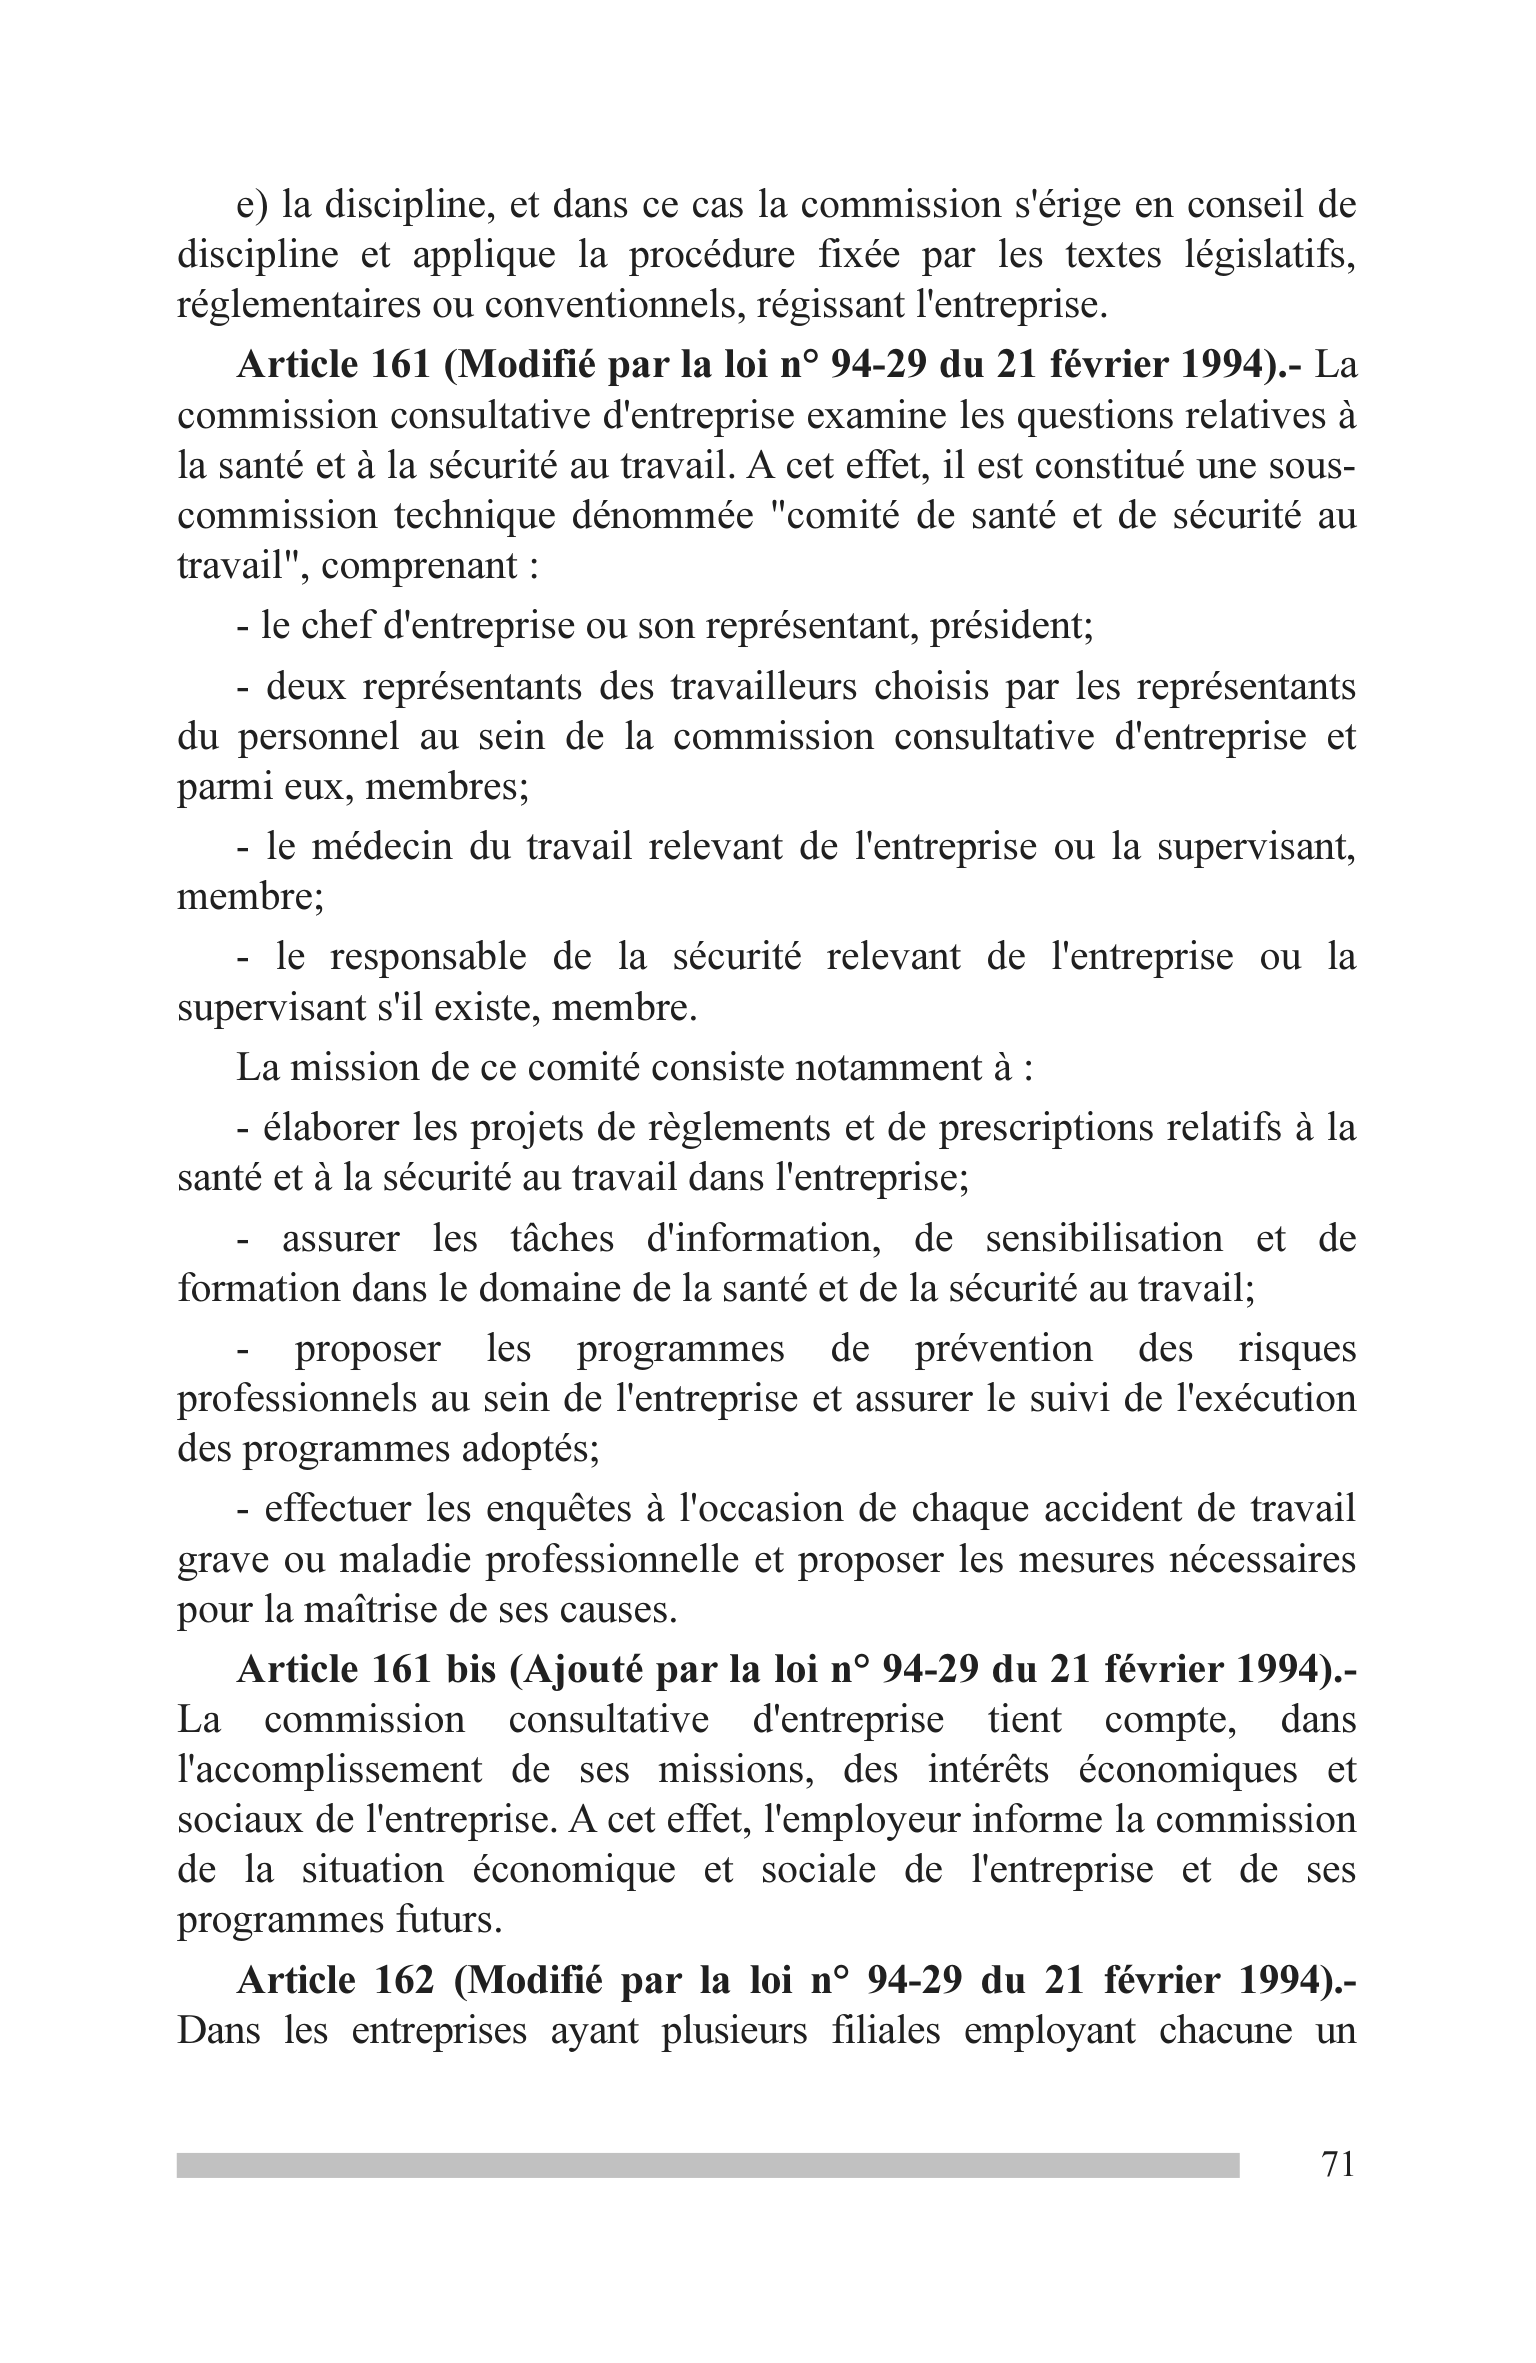 e) la discipline, et dans ce cas la commission s'érige en conseil de
discipline et applique la procédure fixée par les textes législatifs,
réglementaires ou conventionnels, régissant l'entreprise.
Article 161 (Modifié par la loi n° 94-29 du 21 février 1994).- La
commission consultative d'entreprise examine les questions relatives à
la santé et à la sécurité au travail. A cet effet, il est constitué une sous-
commission technique dénommée "comité de santé et de sécurité au
travail", comprenant :
- le chef d'entreprise ou son représentant, président;
- deux représentants des travailleurs choisis par les représentants
du personnel au sein de la commission consultative d'entreprise et
parmi eux, membres;
- le médecin du travail relevant de l'entreprise ou la supervisant,
membre;
- le responsable de la sécurité relevant de l'entreprise ou la
supervisant s'il existe, membre.
La mission de ce comité consiste notamment à :
- élaborer les projets de règlements et de prescriptions relatifs à la
santé et à la sécurité au travail dans l'entreprise;
- assurer les tâches d'information, de sensibilisation et de
formation dans le domaine de la santé et de la sécurité au travail;
- proposer les programmes de prévention des risques
professionnels au sein de l'entreprise et assurer le suivi de l'exécution
des programmes adoptés;
- effectuer les enquêtes à l'occasion de chaque accident de travail
grave ou maladie professionnelle et proposer les mesures nécessaires
pour la maîtrise de ses causes.
Article 161 bis (Ajouté par la loi n° 94-29 du 21 février 1994).-
La commission consultative d'entreprise tient compte, dans
l'accomplissement de ses missions, des intérêts économiques et
sociaux de l'entreprise. A cet effet, l'employeur informe la commission
de la situation économique et sociale de l'entreprise et de ses
programmes futurs.
Article 162 (Modifié par la loi n° 94-29 du 21 février 1994).-
Dans les entreprises ayant plusieurs filiales employant chacune un
71